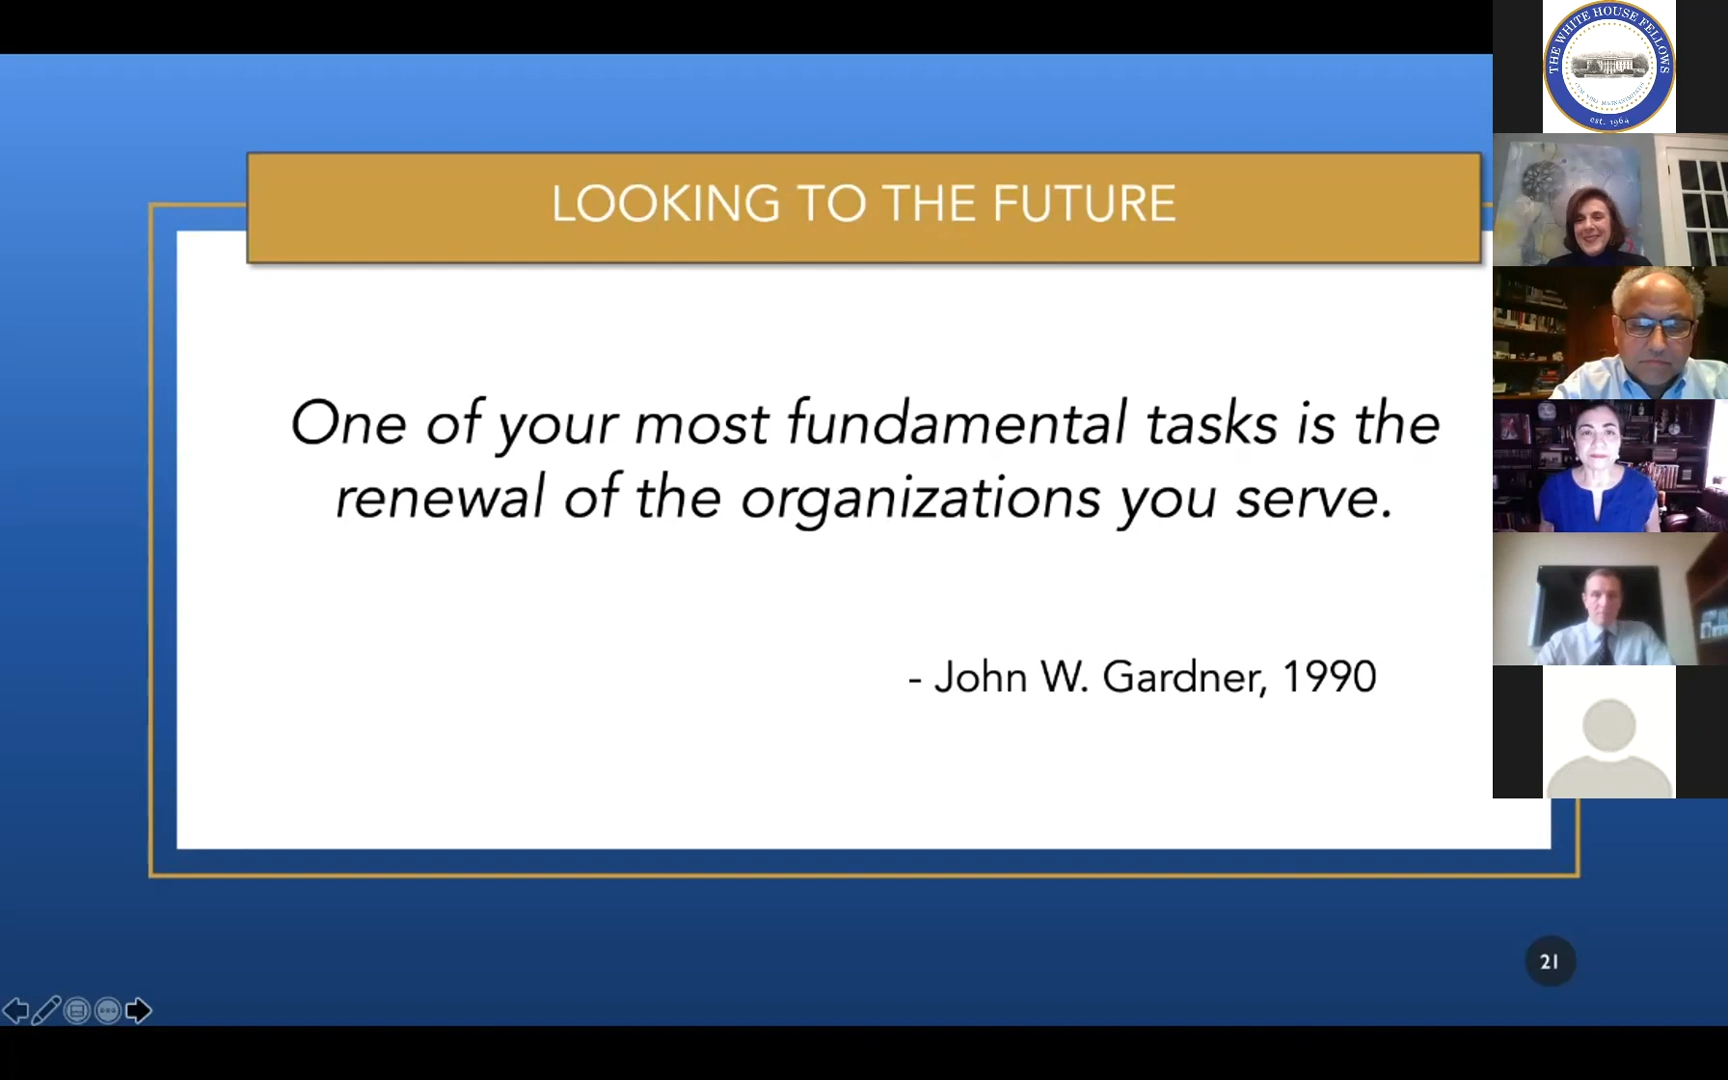 LOOKING TO THE FUTURE
One of your most fundamental tasks is the
renewal of the organizations you serve.
- John W. Gardner, 1990
21
THE WHITE HOUSE FELLOWS
est. 1964